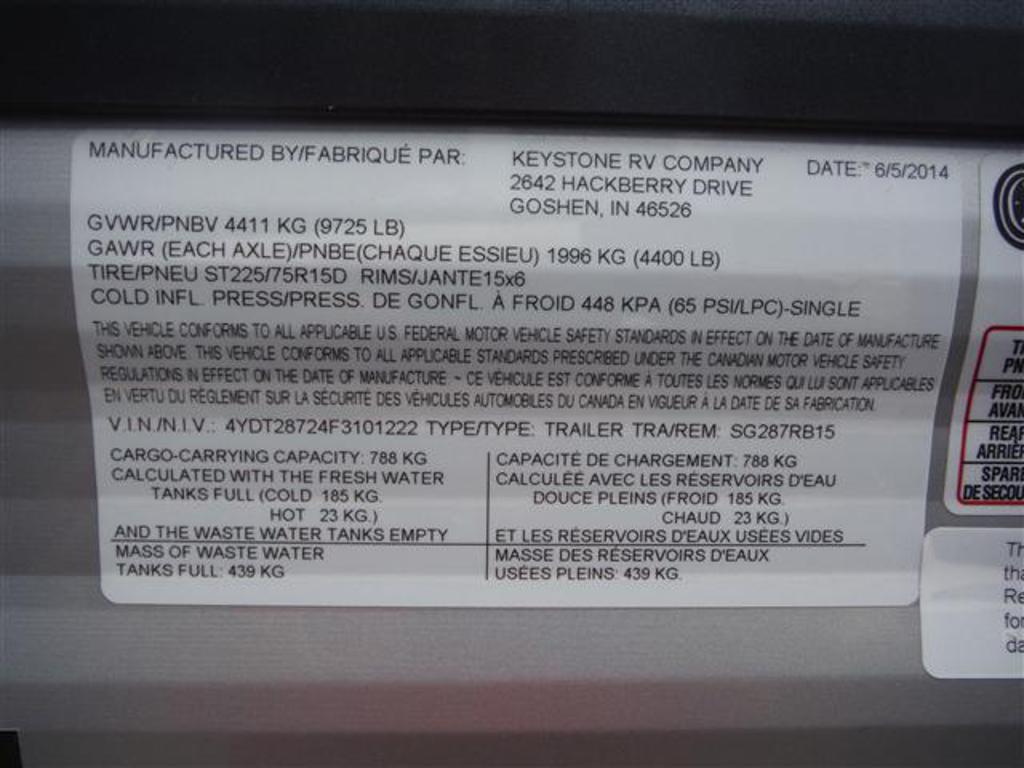 MANUFACTURED BY/FABRIQUÉ PAR: KEYSTONE RV COMPANY DATE: 6/5/2014
2642 HACKBERRY DRIVE
GOSHEN, IN 46526
GVWR/PNBV 4411 KG (9725 LB)
GAWR (EACH AXLE)/PNBE(CHAQUE ESSIEU) 1996 KG (4400 LB)
TIRE/PNEU ST225/75R15D RIMS/JANTE15x6
COLD INFL. PRESS/PRESS. DE GONFL. À FROID 448 KPA (65 PSI/LPC)-SINGLE
THIS VEHICLE CONFORMS TO ALL APPLICABLE U.S. FEDERAL MOTOR VEHICLE SAFETY STANDARDS IN EFFECT ON THE DATE OF MANUFACTURE
SHOWN ABOVE. THIS VEHICLE CONFORMS TO ALL APPLICABLE STANDARDS PRESCRIBED UNDER THE CANADIAN MOTOR VEHICLE SAFETY
REGULATIONS IN EFFECT ON THE DATE OF MANUFACTURE. - CE VÉHICULE EST CONFORME À TOUTES LES NORMES QUI LUI SONT APPLICABLES
EN VERTU DU RÈGLEMENT SUR LA SÉCURITÉ DES VÉHICULES AUTOMOBILES DU CANADA EN VIGUEUR À LA DATE DE SA FABRICATION.
V.I.N./N.I.V.: 4YDT28724F3101222 TYPE/TYPE: TRAILER TRA/REM: SG287RB15
CARGO-CARRYING CAPACITY: 788 KG
CALCULATED WITH THE FRESH WATER
TANKS FULL (COLD 185 KG.
HOT 23 KG.)
AND THE WASTE WATER TANKS EMPTY
MASS OF WASTE WATER
TANKS FULL: 439 KG
CAPACITÉ DE CHARGEMENT: 788 KG
CALCULÉE AVEC LES RÉSERVOIRS D'EAU
DOUCE PLEINS (FROID 185 KG.
CHAUD 23 KG.)
ET LES RÉSERVOIRS D'EAUX USÉES VIDES
MASSE DES RÉSERVOIRS D'EAUX
USÉES PLEINS: 439 KG.